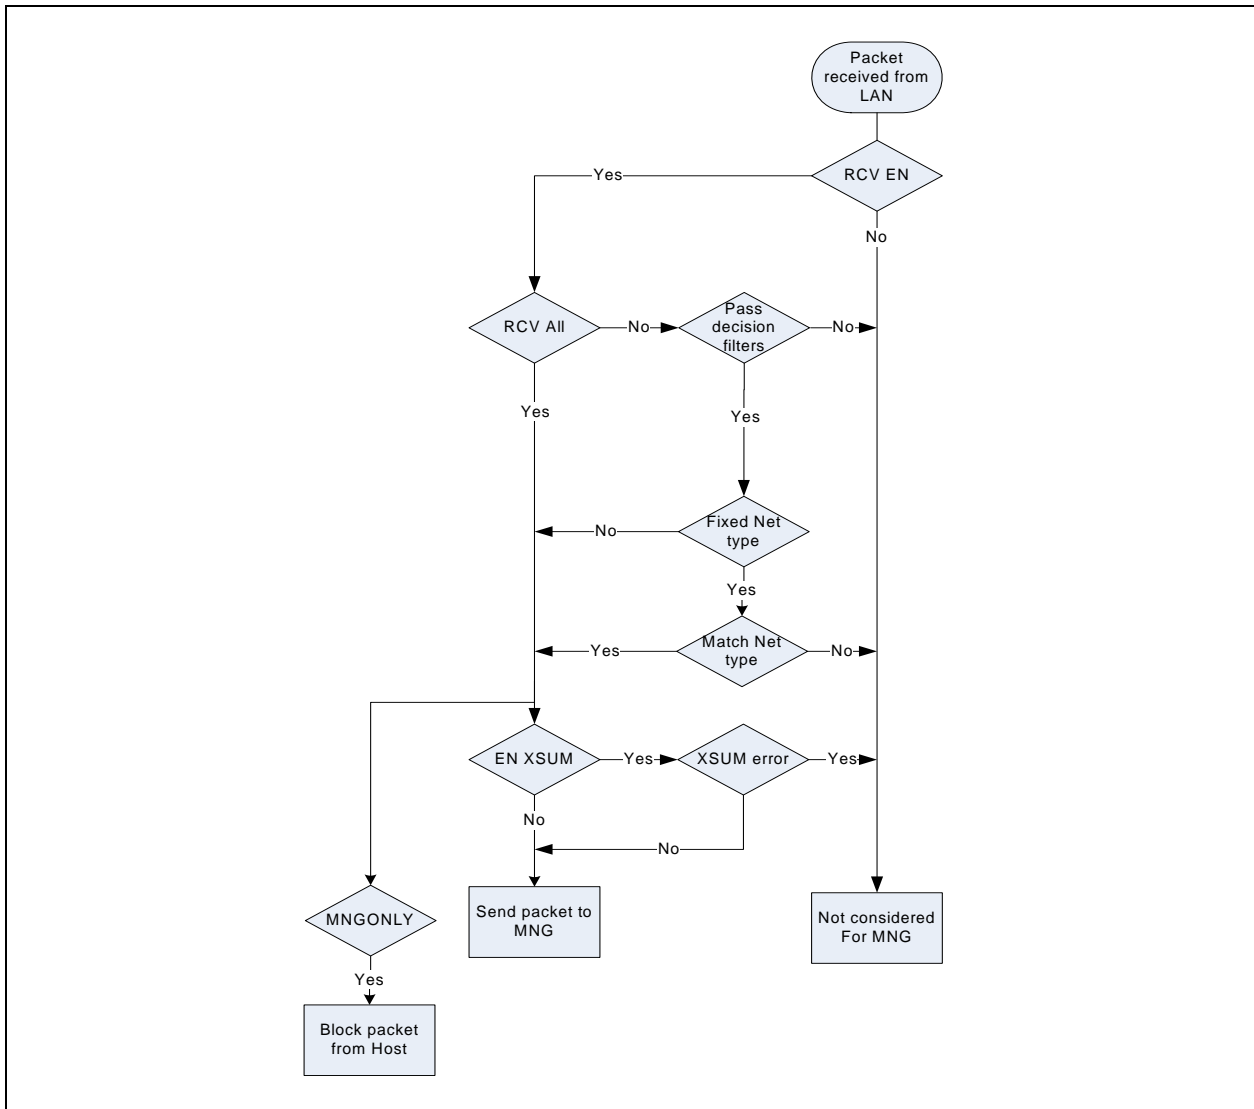 Packet
received from
LAN
Yes
RCV EN
No
RCV All
No
Pass
decision
filters
No
Yes
Yes
No
Fixed Net
type
Yes
Yes
Match Net
type
No
EN XSUM
Yes
XSUM error
Yes
No
No
MNGONLY
Send packet to
MNG
Not considered
For MNG
Yes
Block packet
from Host